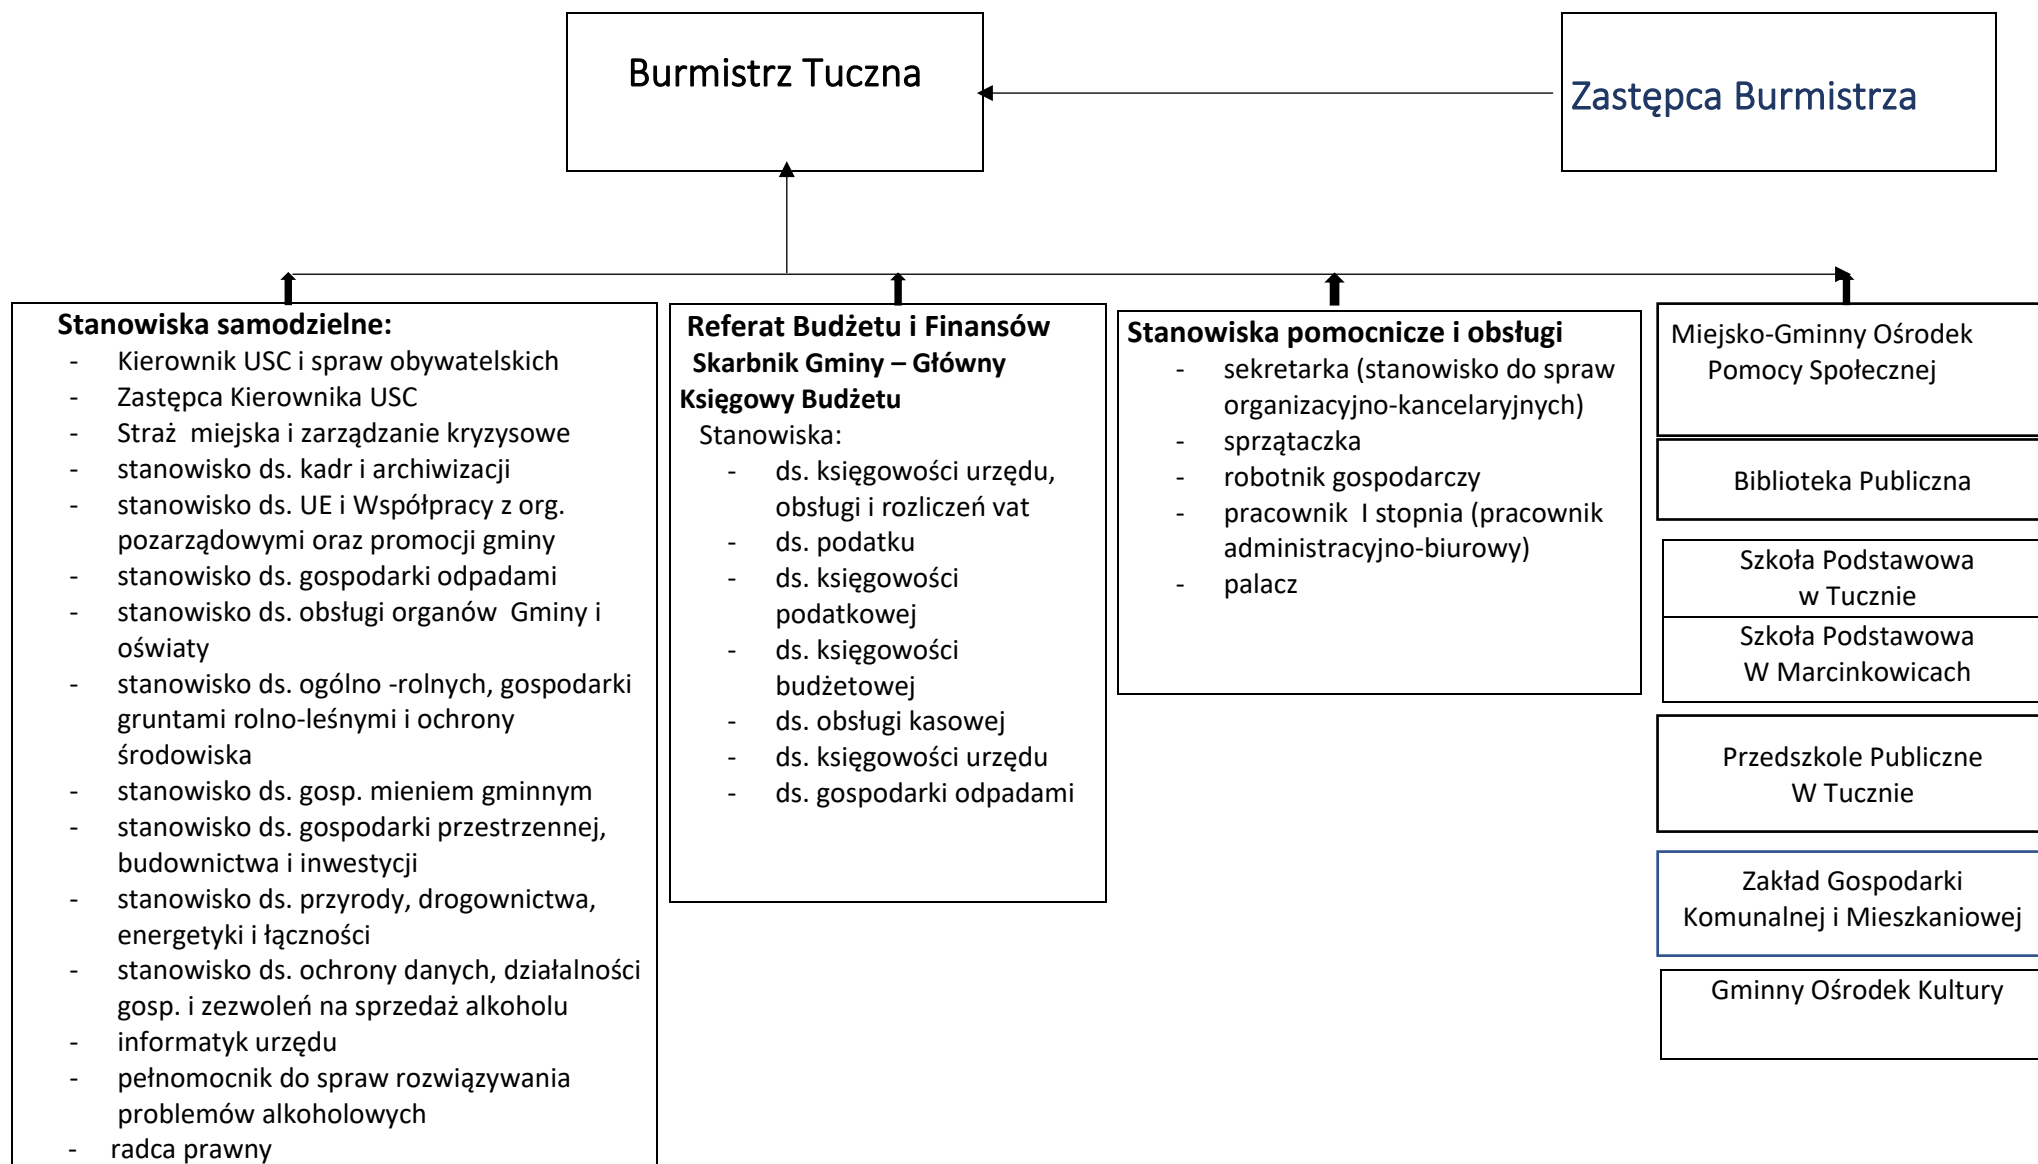 Burmistrz Tuczna
Zastępca Burmistrza
Stanowiska samodzielne:
- Kierownik USC i spraw obywatelskich
- Zastępca Kierownika USC
- Straż  miejska i zarządzanie kryzysowe
- stanowisko ds. kadr i archiwizacji
- stanowisko ds. UE i Współpracy z org.
pozarządowymi oraz promocji gminy
- stanowisko ds. gospodarki odpadami
- stanowisko ds. obsługi organów  Gminy i
oświaty
- stanowisko ds. ogólno -rolnych, gospodarki
gruntami rolno-leśnymi i ochrony
środowiska
- stanowisko ds. gosp. mieniem gminnym
- stanowisko ds. gospodarki przestrzennej,
budownictwa i inwestycji
- stanowisko ds. przyrody, drogownictwa,
energetyki i łączności
- stanowisko ds. ochrony danych, działalności
gosp. i zezwoleń na sprzedaż alkoholu
- informatyk urzędu
- pełnomocnik do spraw rozwiązywania
problemów alkoholowych
- radca prawny
Referat Budżetu i Finansów
Skarbnik Gminy – Główny
Księgowy Budżetu
Stanowiska:
- ds. księgowości urzędu,
obsługi i rozliczeń vat
- ds. podatku
- ds. księgowości
podatkowej
- ds. księgowości
budżetowej
- ds. obsługi kasowej
- ds. księgowości urzędu
- ds. gospodarki odpadami
Stanowiska pomocnicze i obsługi
- sekretarka (stanowisko do spraw
organizacyjno-kancelaryjnych)
- sprzątaczka
- robotnik gospodarczy
- pracownik  I stopnia (pracownik
administracyjno-biurowy)
- palacz
Miejsko-Gminny Ośrodek
Pomocy Społecznej
Biblioteka Publiczna
Szkoła Podstawowa
w Tucznie
Szkoła Podstawowa
W Marcinkowicach
Przedszkole Publiczne
W Tucznie
Zakład Gospodarki
Komunalnej i Mieszkaniowej
Gminny Ośrodek Kultury